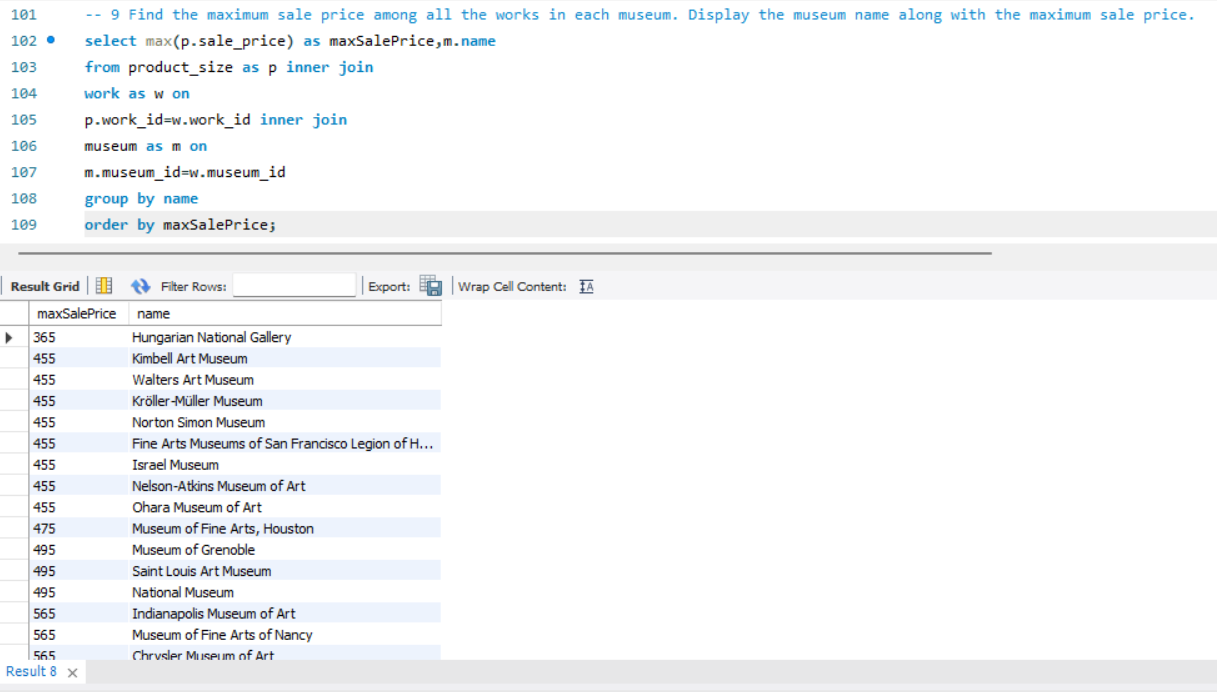 101 -- 9 Find the maximum sale price among all the works in each museum. Display the museum name along with the maximum sale price.
102 select max(p.sale_price) as maxSalePrice,m.name
103 from product_size as p inner join
104 work as w on
105 p.work_id=w.work_id inner join
106 museum as m on
107 m.museum_id=w.museum_id
108 group by name
109 order by maxSalePrice;
Result Grid Filter Rows: Export: Wrap Cell Content: IA
maxSalePrice name
365 Hungarian National Gallery
455 Kimbell Art Museum
455 Walters Art Museum
455 Kröller-Müller Museum
455 Norton Simon Museum
455 Fine Arts Museums of San Francisco Legion of H...
455 Israel Museum
455 Nelson-Atkins Museum of Art
455 Ohara Museum of Art
475 Museum of Fine Arts, Houston
495 Museum of Grenoble
495 Saint Louis Art Museum
495 National Museum
565 Indianapolis Museum of Art
565 Museum of Fine Arts of Nancy
565 Chrysler Museum of Art
Result 8